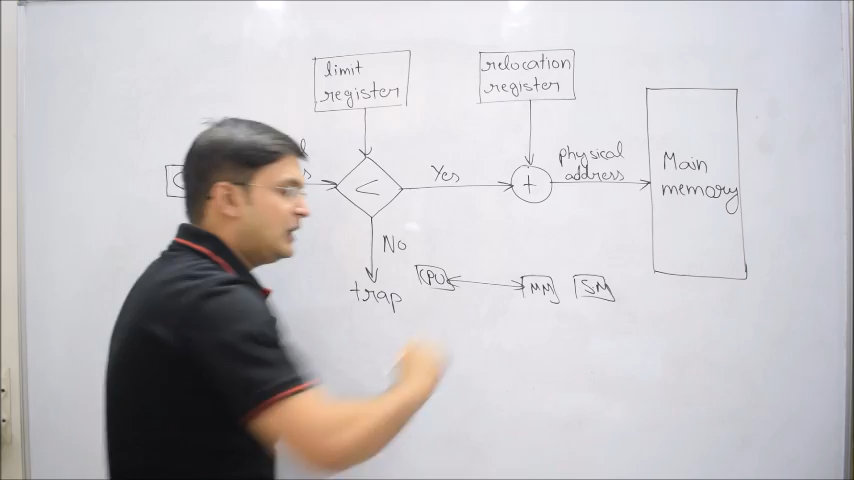 limit
register
relocation
register
physical
address
Yes
<
+
Main
memory
No
trap
CPU
MM
SM